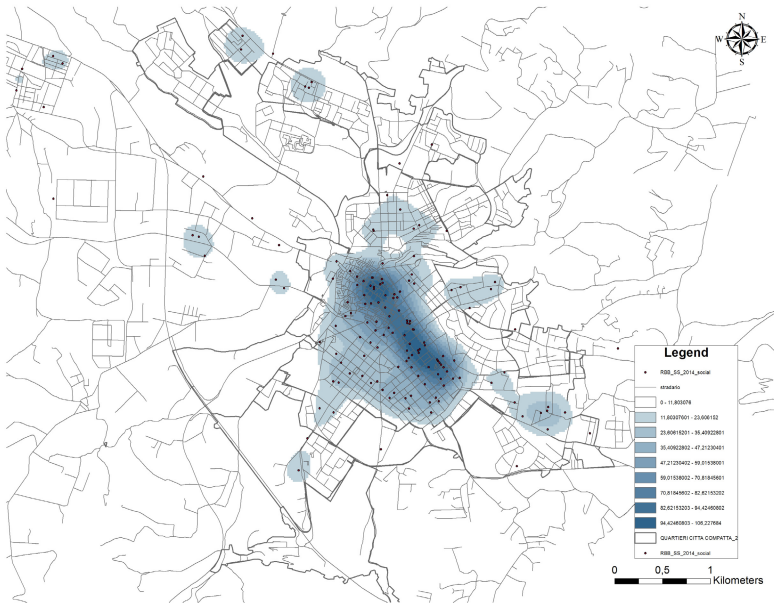 N
W E
S
Legend
RBB_SS_2014_social
stradario
0 - 11,803076
11,80307601 - 23,606152
23,60615201 - 35,40922801
35,40922802 - 47,21230401
47,21230402 - 59,01538001
59,01538002 - 70,81845601
70,81845602 - 82,62153202
82,62153203 - 94,42460802
94,42460803 - 106,227684
QUARTIERI CITTA COMPATTA_2
RBB_SS_2014_social
0 0,5 1
Kilometers